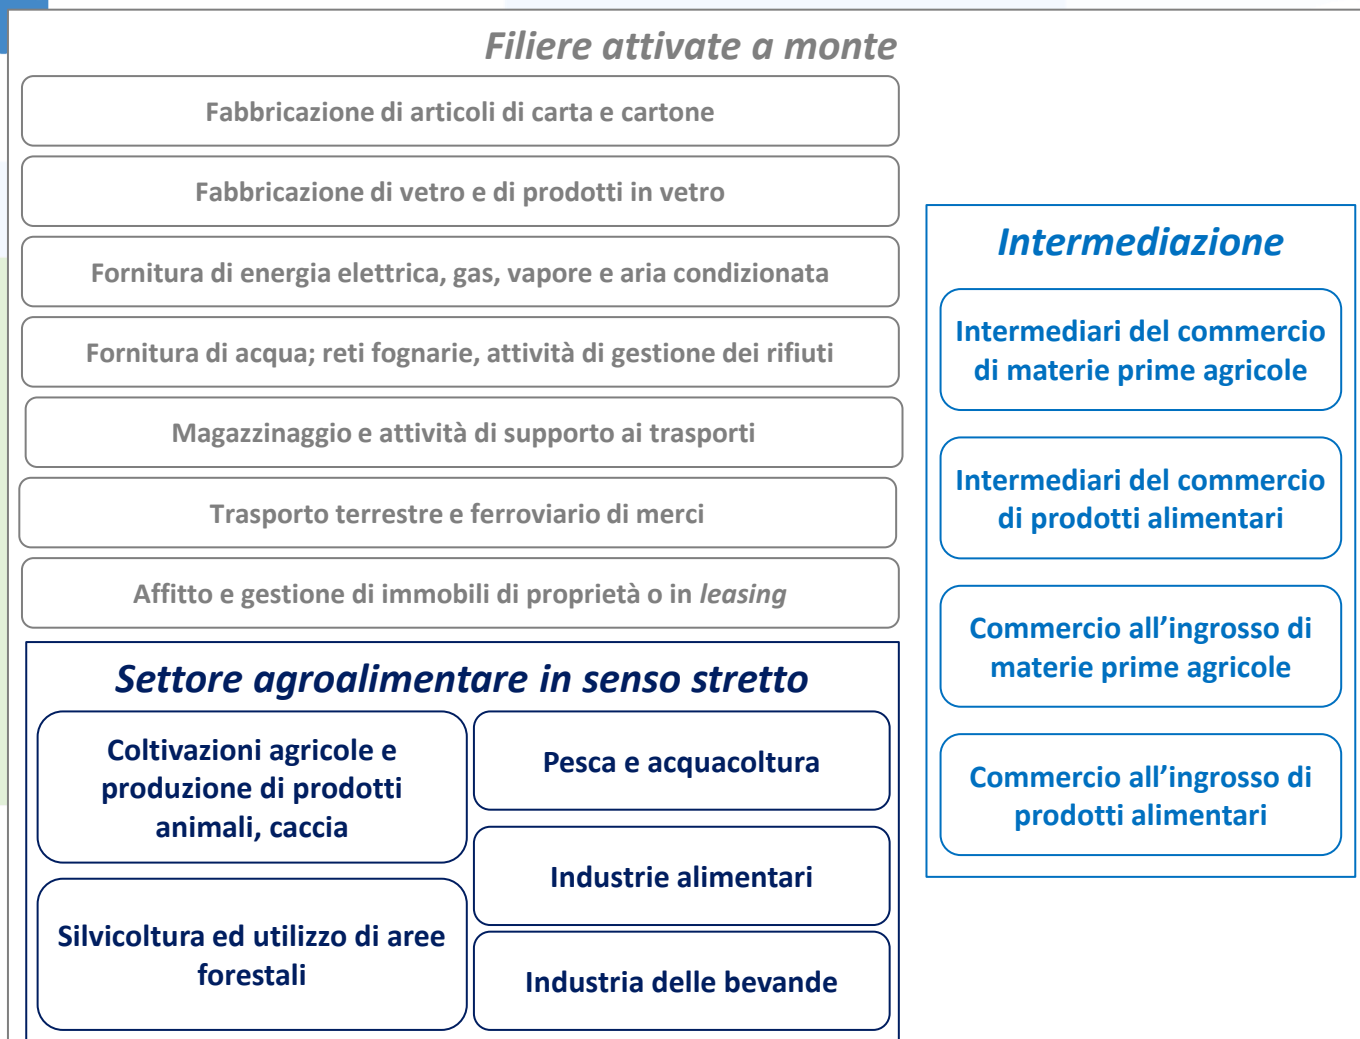 Filiere attivate a monte
Fabbricazione di articoli di carta e cartone
Fabbricazione di vetro e di prodotti in vetro
Fornitura di energia elettrica, gas, vapore e aria condizionata
Fornitura di acqua; reti fognarie, attività di gestione dei rifiuti
Magazzinaggio e attività di supporto ai trasporti
Trasporto terrestre e ferroviario di merci
Affitto e gestione di immobili di proprietà o in leasing
Settore agroalimentare in senso stretto
Coltivazioni agricole e
produzione di prodotti
animali, caccia
Silvicoltura ed utilizzo di aree
forestali
Pesca e acquacoltura
Industrie alimentari
Industria delle bevande
Intermediazione
Intermediari del commercio
di materie prime agricole
Intermediari del commercio
di prodotti alimentari
Commercio all’ingrosso di
materie prime agricole
Commercio all’ingrosso di
prodotti alimentari